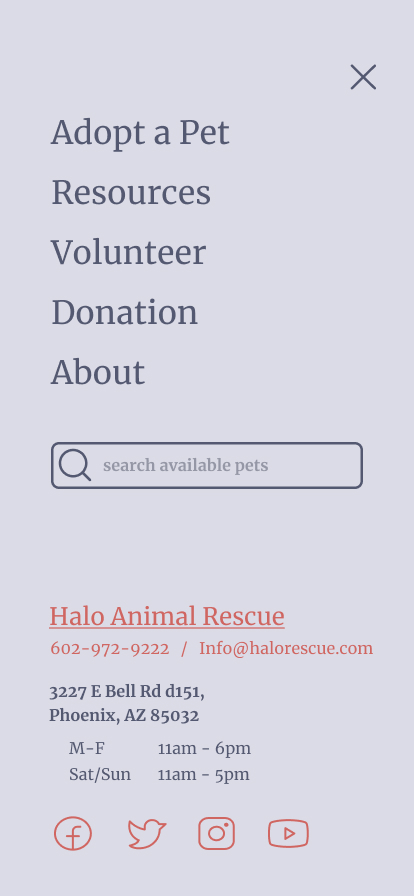 Adopt a Pet
Resources
Volunteer
Donation
About
search available pets
Halo Animal Rescue
602-972-9222 / Info@halorescue.com
3227 E Bell Rd d151,
Phoenix, AZ 85032
M-F 11am - 6pm
Sat/Sun 11am - 5pm